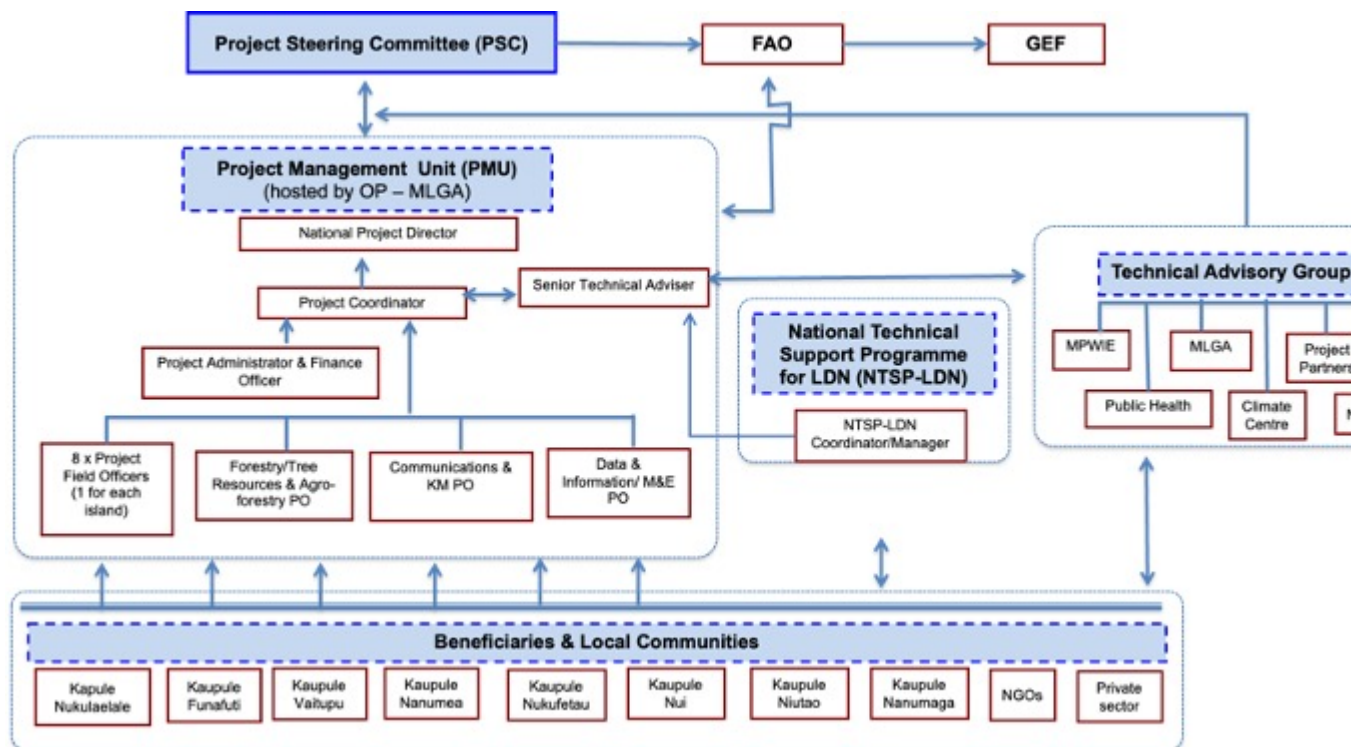 Project Steering Committee (PSC)
FAO
GEF
Project Management Unit (PMU)
(hosted by OP – MLGA)
National Project Director
Project Coordinator
Senior Technical Adviser
Project Administrator & Finance
Officer
8 x Project
Field Officers
(1 for each
island)
Forestry/Tree
Resources & Agro-
forestry PO
Communications &
KM PO
Data &
Information/ M&E
PO
National Technical
Support Programme
for LDN (NTSP-LDN)
NTSP-LDN
Coordinator/Manager
Technical Advisory Group
MPWIE
MLGA
Project
Partners
Public Health
Climate
Centre
Beneficiaries & Local Communities
Kapule
Nukulaelale
Kaupule
Funafuti
Kaupule
Vaitupu
Kaupule
Nanumea
Kaupule
Nukufetau
Kaupule
Nui
Kaupule
Niutao
Kaupule
Nanumaga
NGOs
Private
sector